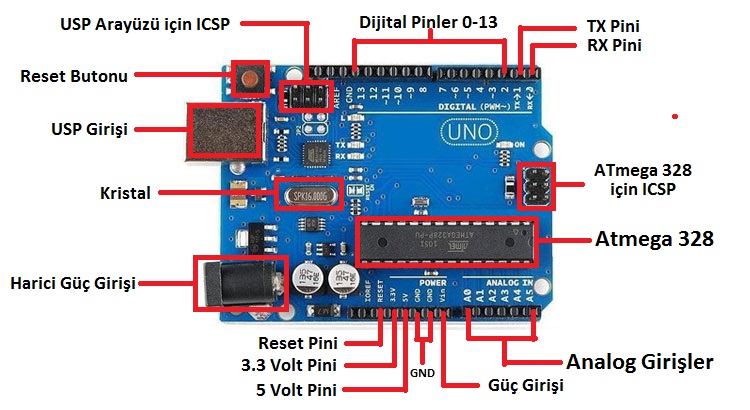 USP Arayüzü için ICSP
Dijital Pinler 0-13
TX Pini
RX Pini
Reset Butonu
USP Girişi
Kristal
Harici Güç Girişi
ATmega 328
için ICSP
Atmega 328
Reset Pini
3.3 Volt Pini
5 Volt Pini
GND
Güç Girişi
Analog Girişler
AREF
GND
13
12
~11
~10
~9
8
7
~6
~5
4
~3
2
TX→1
DIGITAL (PWM~)
UNO
TX
RX
ON
SPK16.000G
ATMEL
ATMEGA328P-PU
1051
POWER
ANALOG IN
IOREF
RESET
3.3V
5V
GND
GND
Vin
A0
A1
A2
A3
A4
A5